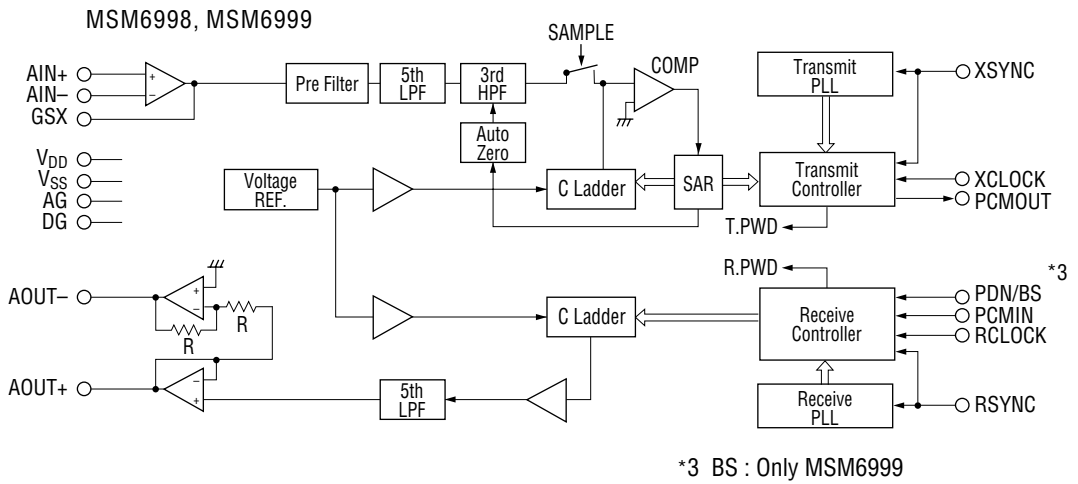 MSM6998, MSM6999
SAMPLE
AIN+
AIN–
GSX
+
–
Pre Filter
5th
LPF
3rd
HPF
COMP
Transmit
PLL
XSYNC
Auto
Zero
VDD
VSS
AG
DG
Voltage
REF.
C Ladder
SAR
Transmit
Controller
XCLOCK
PCMOUT
T.PWD
R.PWD
*3
AOUT–
+
–
R
R
C Ladder
Receive
Controller
PDN/BS
PCMIN
RCLOCK
AOUT+
–
+
5th
LPF
Receive
PLL
RSYNC
*3 BS : Only MSM6999